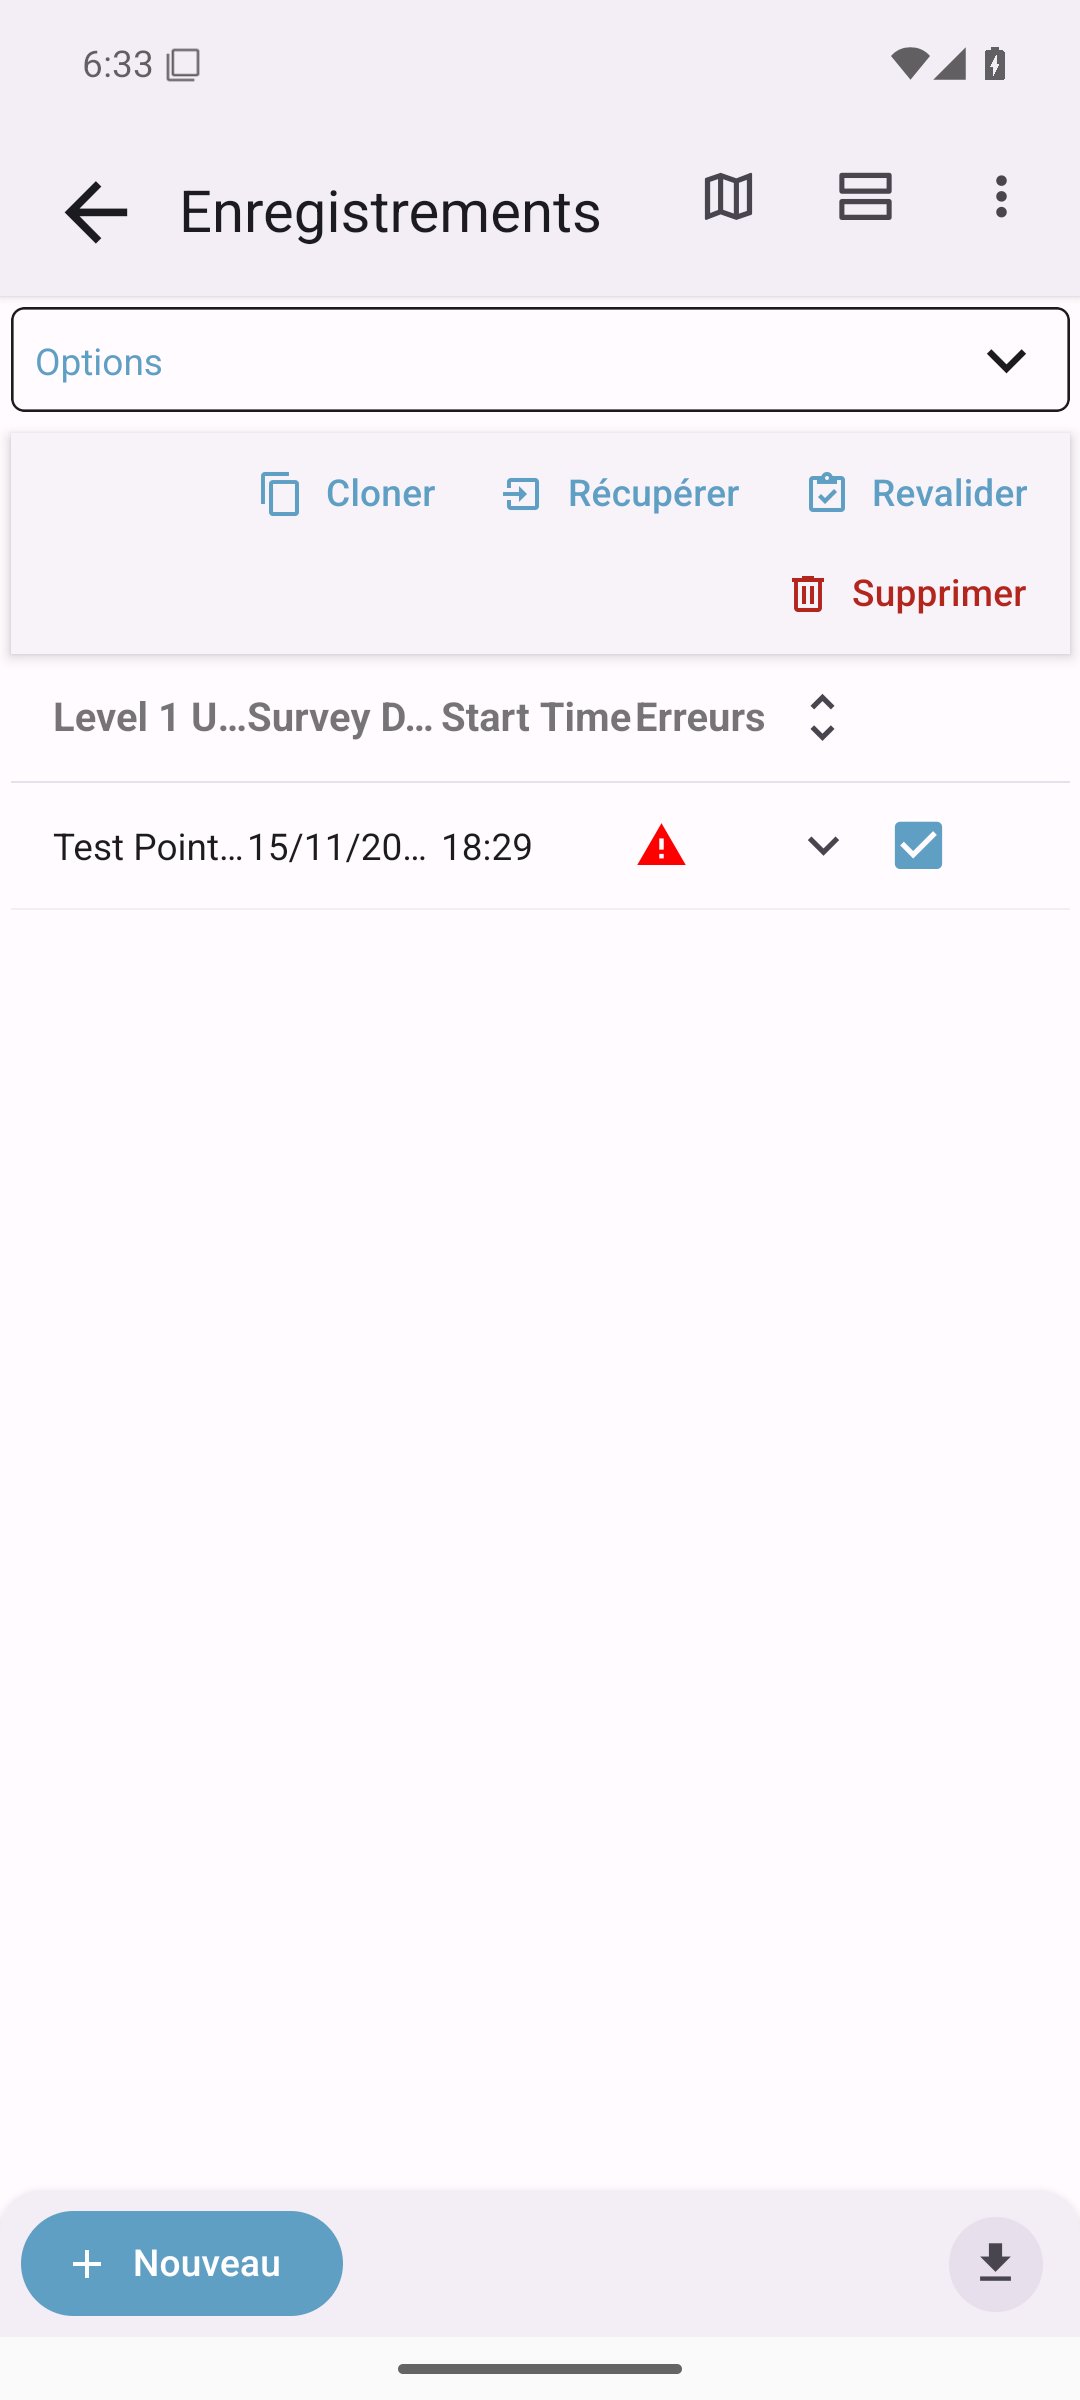 6:33
Enregistrements
Options
Cloner Récupérer Revalider
Supprimer
Level 1 U... Survey D... Start Time Erreurs
Test Point... 15/11/20... 18:29
Nouveau